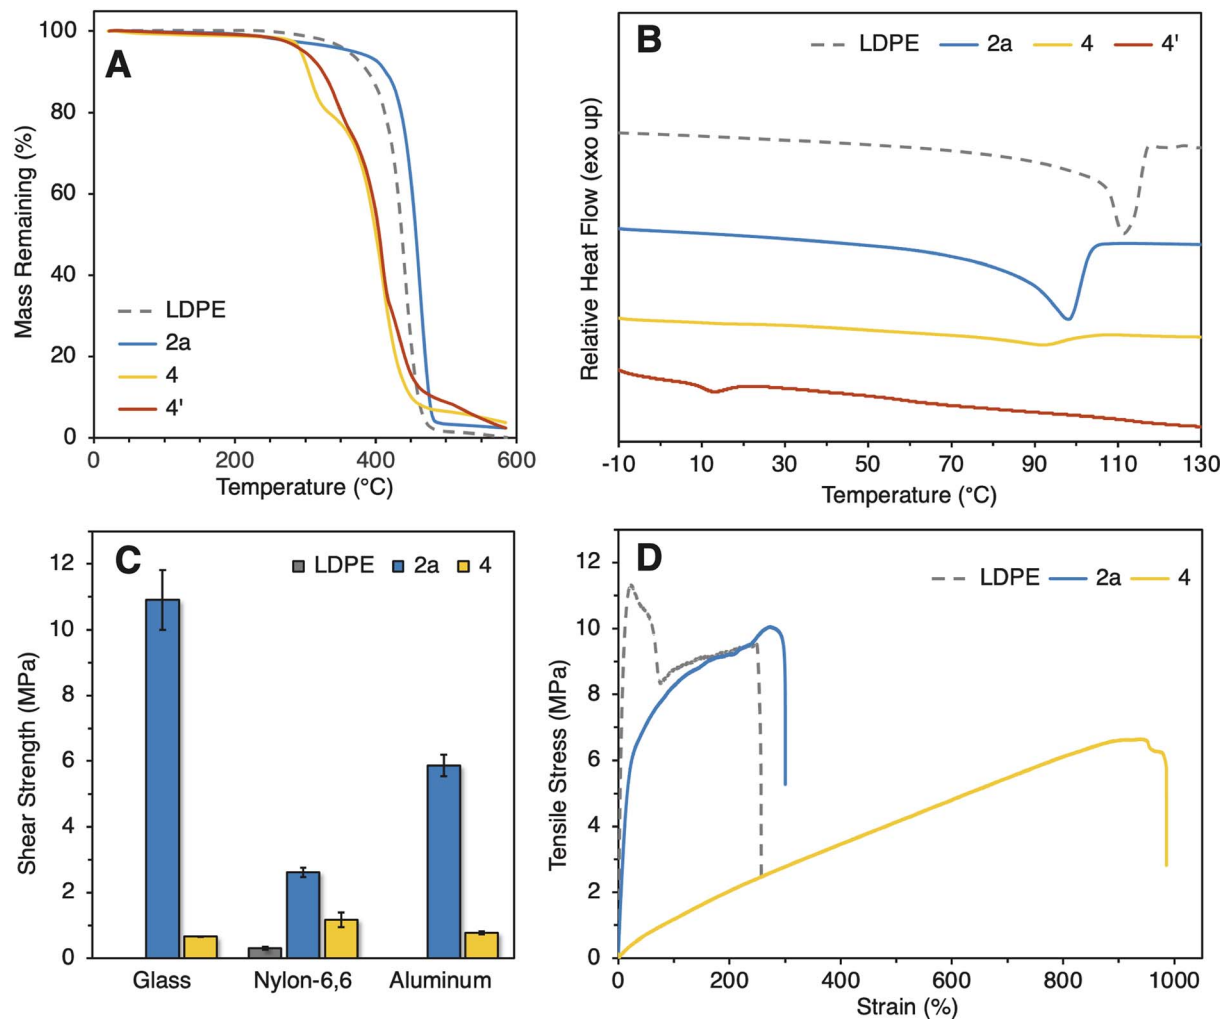 A
100
80
60
40
20
0
Mass Remaining (%)
LDPE
2a
4
4'
0 200 400 600
Temperature (°C)
B
LDPE 2a 4 4'
Relative Heat Flow (exo up)
-10 10 30 50 70 90 110 130
Temperature (°C)
C
LDPE 2a 4
12
10
8
6
4
2
0
Shear Strength (MPa)
Glass Nylon-6,6 Aluminum
D
LDPE 2a 4
12
10
8
6
4
2
0
Tensile Stress (MPa)
0 200 400 600 800 1000
Strain (%)